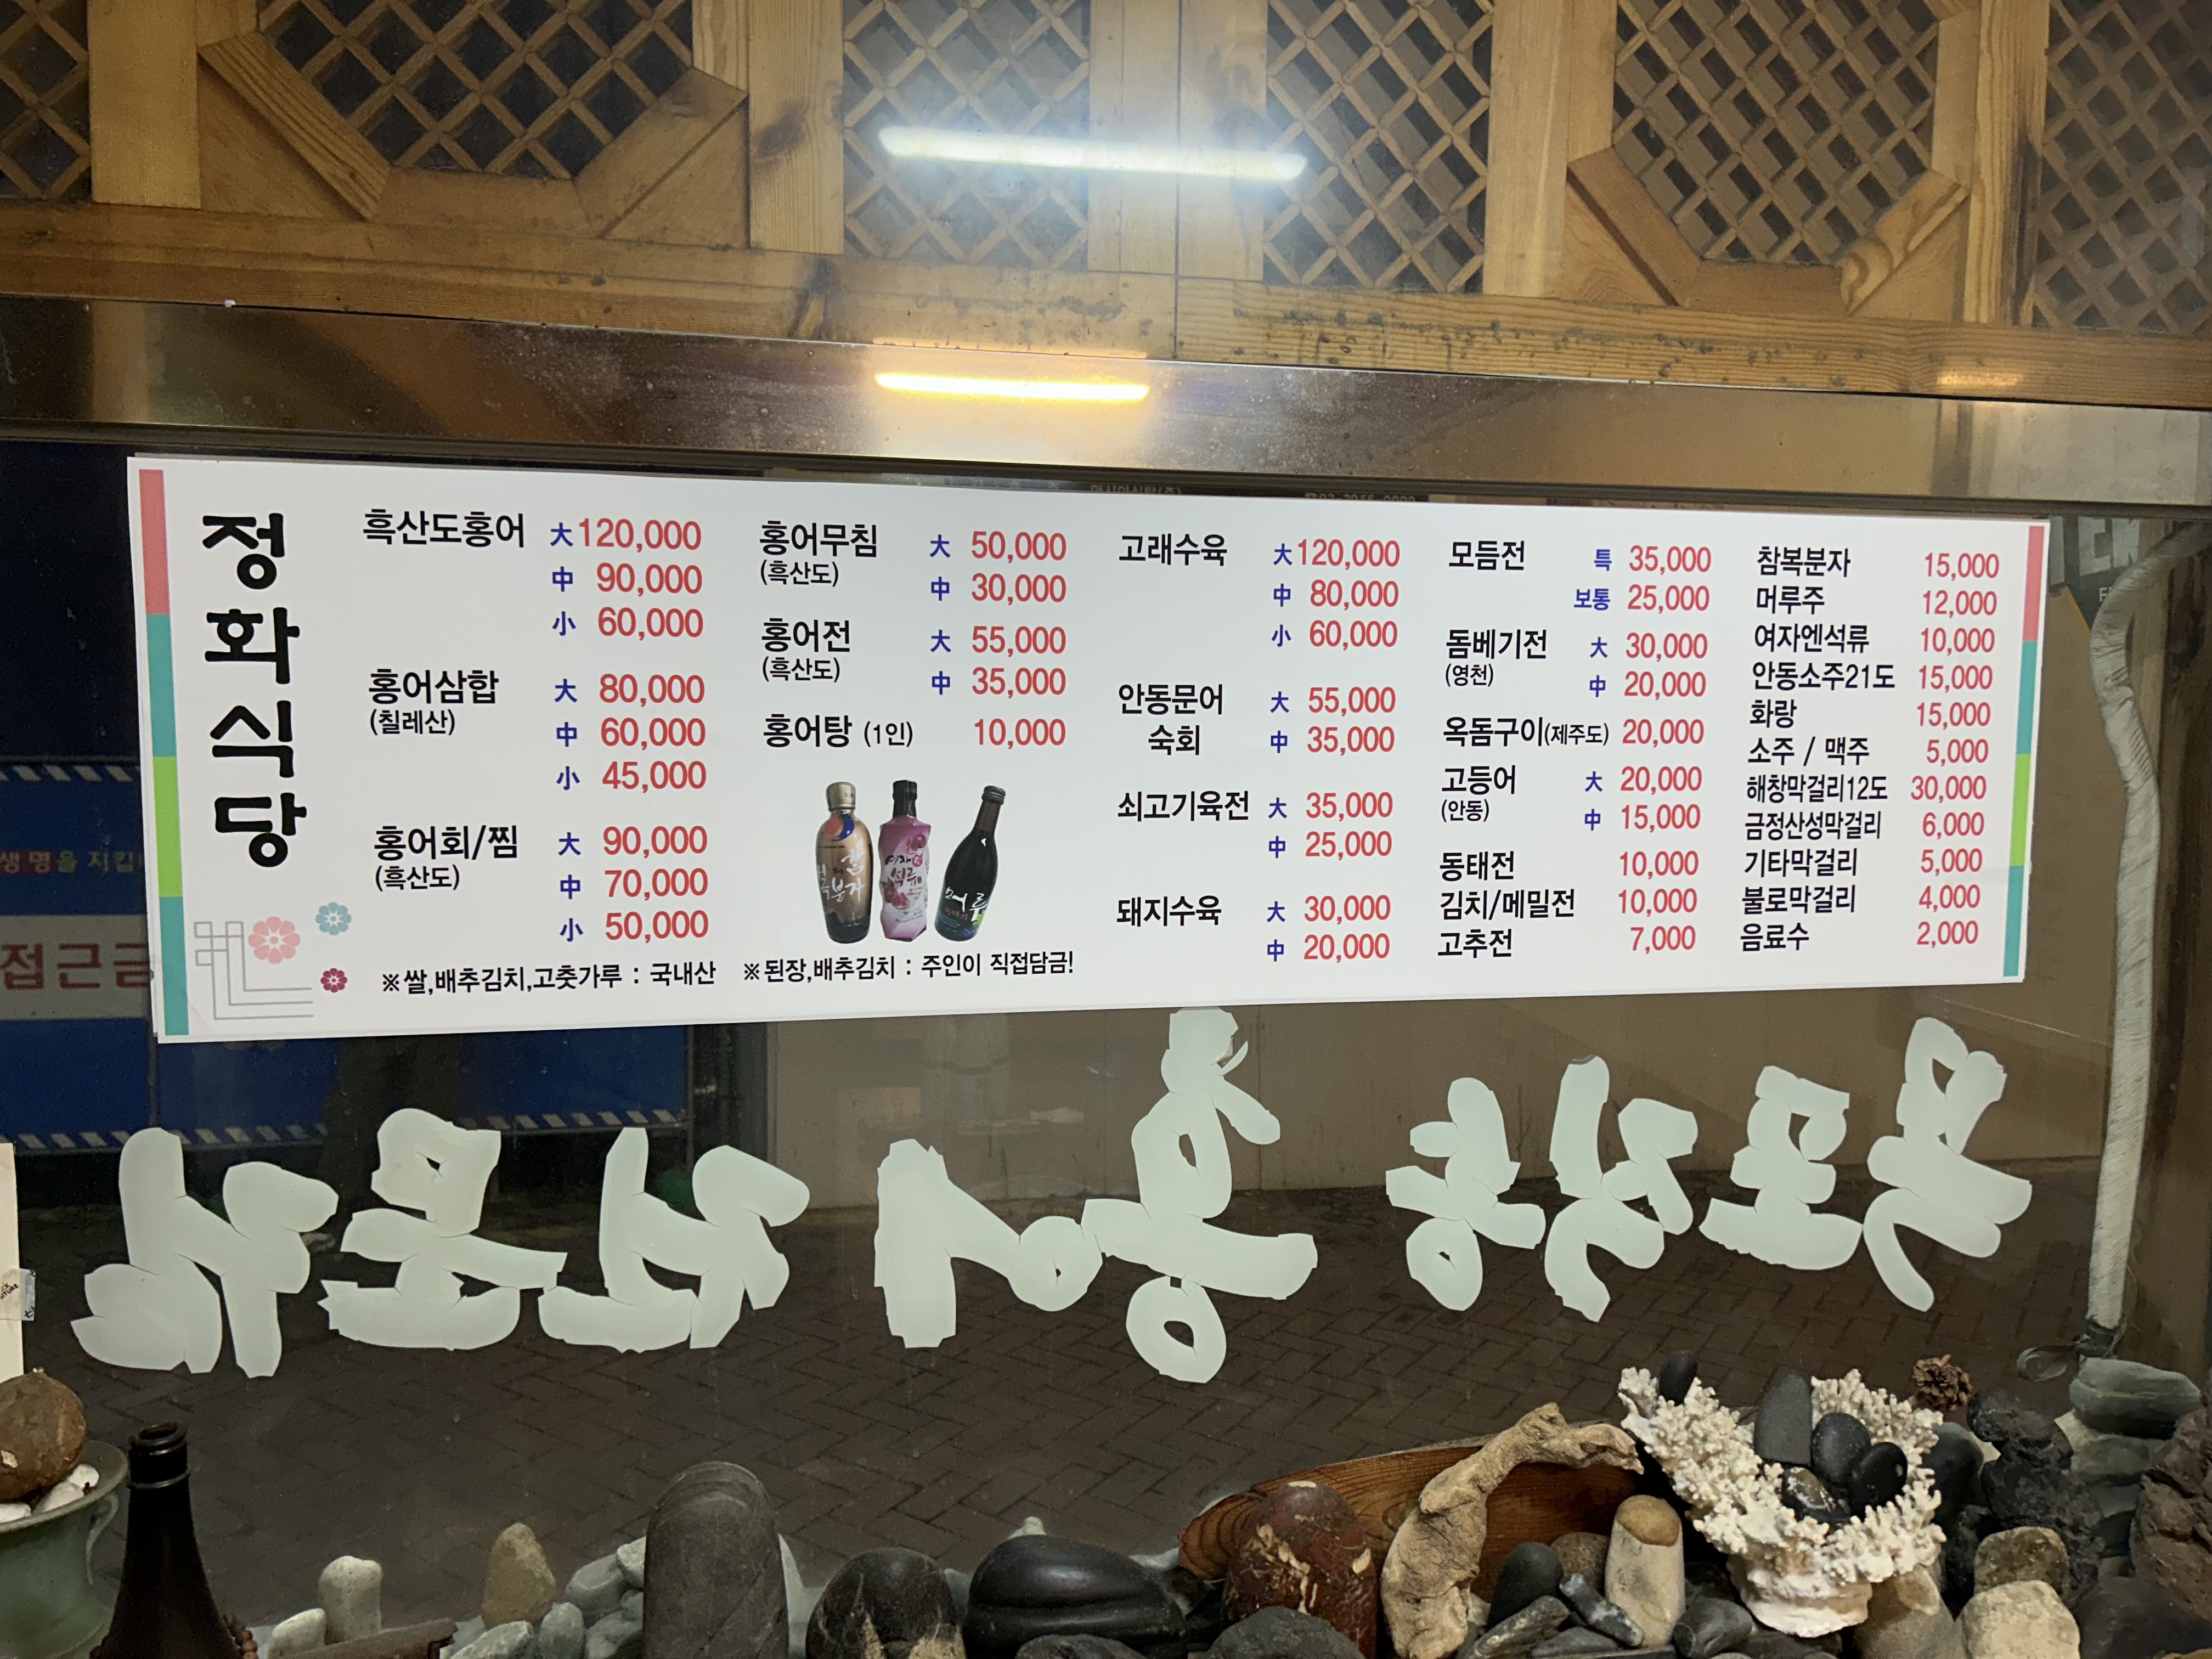 정화식당
흑산도홍어 大 120,000
中 90,000
小 60,000
홍어삼합 大 80,000
(칠레산)
中 60,000
小 45,000
홍어회/찜 大 90,000
(흑산도)
中 70,000
小 50,000
※쌀,배추김치,고춧가루 : 국내산
홍어무침 大 50,000
(흑산도) 中 30,000
홍어전 大 55,000
(흑산도) 中 35,000
홍어탕 (1인) 10,000
머루
※된장,배추김치 : 주인이 직접담금!
고래수육 大 120,000
中 80,000
小 60,000
안동문어 大 55,000
숙회 中 35,000
쇠고기육전 大 35,000
中 25,000
돼지수육 大 30,000
中 20,000
모듬전 특 35,000
보통 25,000
돔베기전 大 30,000
(영천) 中 20,000
옥돔구이(제주도) 20,000
고등어 大 20,000
(안동) 中 15,000
동태전 10,000
김치/메밀전 10,000
고추전 7,000
참복분자 15,000
머루주 12,000
여자엔석류 10,000
안동소주21도 15,000
화랑 15,000
소주 / 맥주 5,000
해창막걸리12도 30,000
금정산성막걸리 6,000
기타막걸리 5,000
불로막걸리 4,000
음료수 2,000
접근금